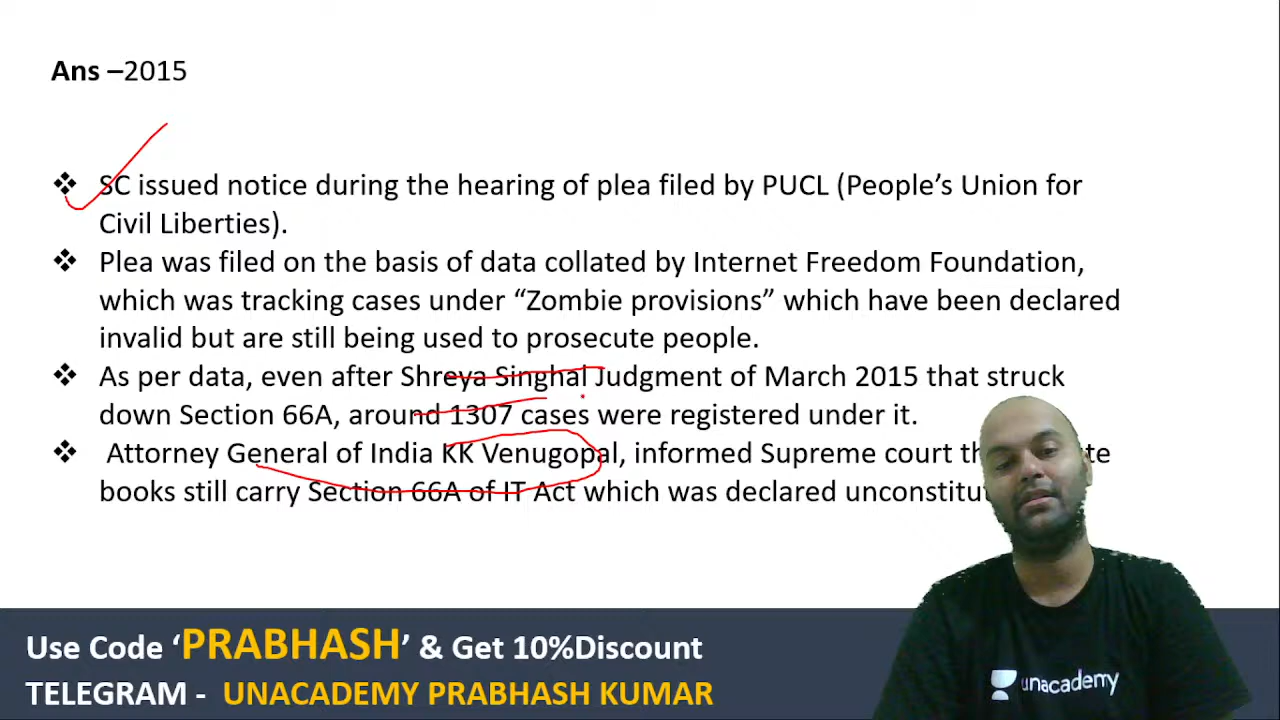 Ans –2015
❖ SC issued notice during the hearing of plea filed by PUCL (People’s Union for
Civil Liberties).
❖ Plea was filed on the basis of data collated by Internet Freedom Foundation,
which was tracking cases under “Zombie provisions” which have been declared
invalid but are still being used to prosecute people.
❖ As per data, even after Shreya Singhal Judgment of March 2015 that struck
down Section 66A, around 1307 cases were registered under it.
❖ Attorney General of India KK Venugopal, informed Supreme court
books still carry Section 66A of IT Act which was declared
Use Code ‘PRABHASH’ & Get 10%Discount
TELEGRAM - UNACADEMY PRABHASH KUMAR
unacademy